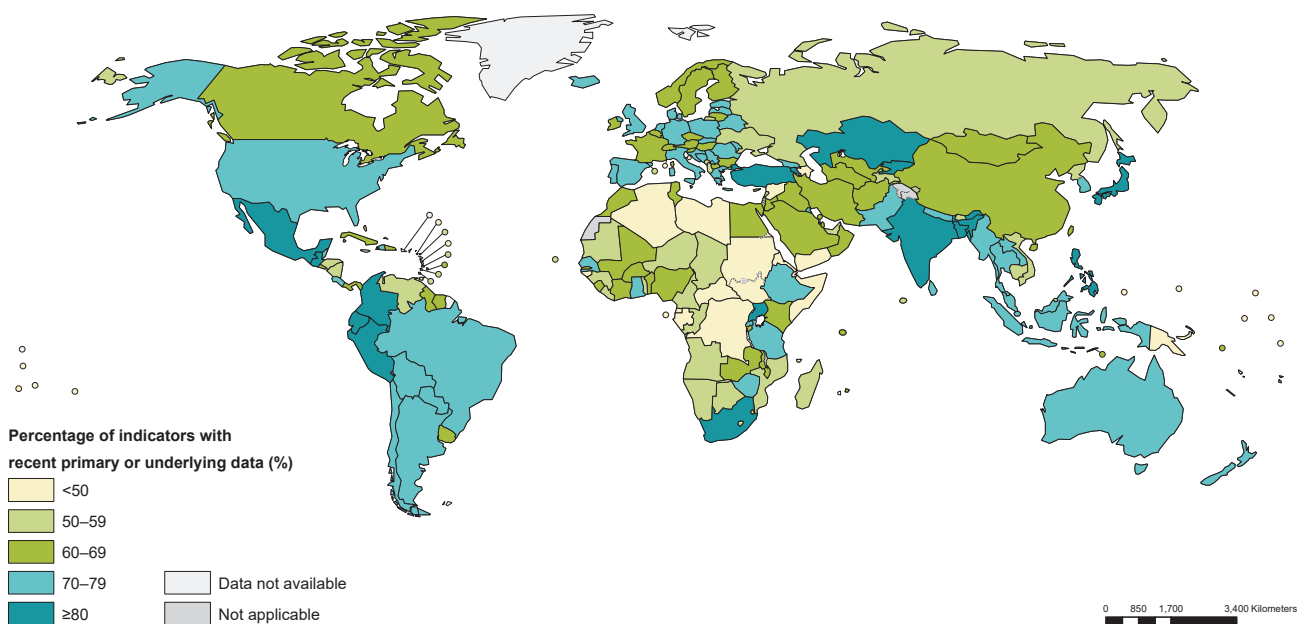 Percentage of indicators with
recent primary or underlying data (%)
<50
50–59
60–69
70–79
≥80
Data not available
Not applicable
0 850 1,700 3,400 Kilometers